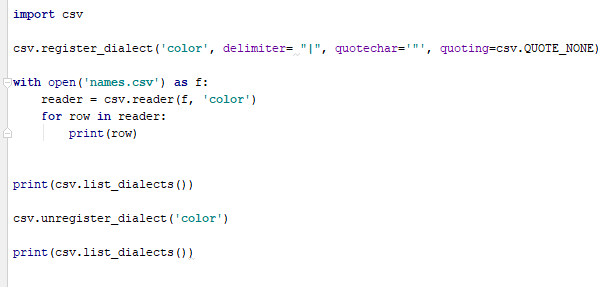 import csv
csv.register_dialect('color', delimiter= "|", quotechar='"', quoting=csv.QUOTE_NONE)
with open('names.csv') as f:
    reader = csv.reader(f, 'color')
    for row in reader:
        print(row)
print(csv.list_dialects())
csv.unregister_dialect('color')
print(csv.list_dialects())